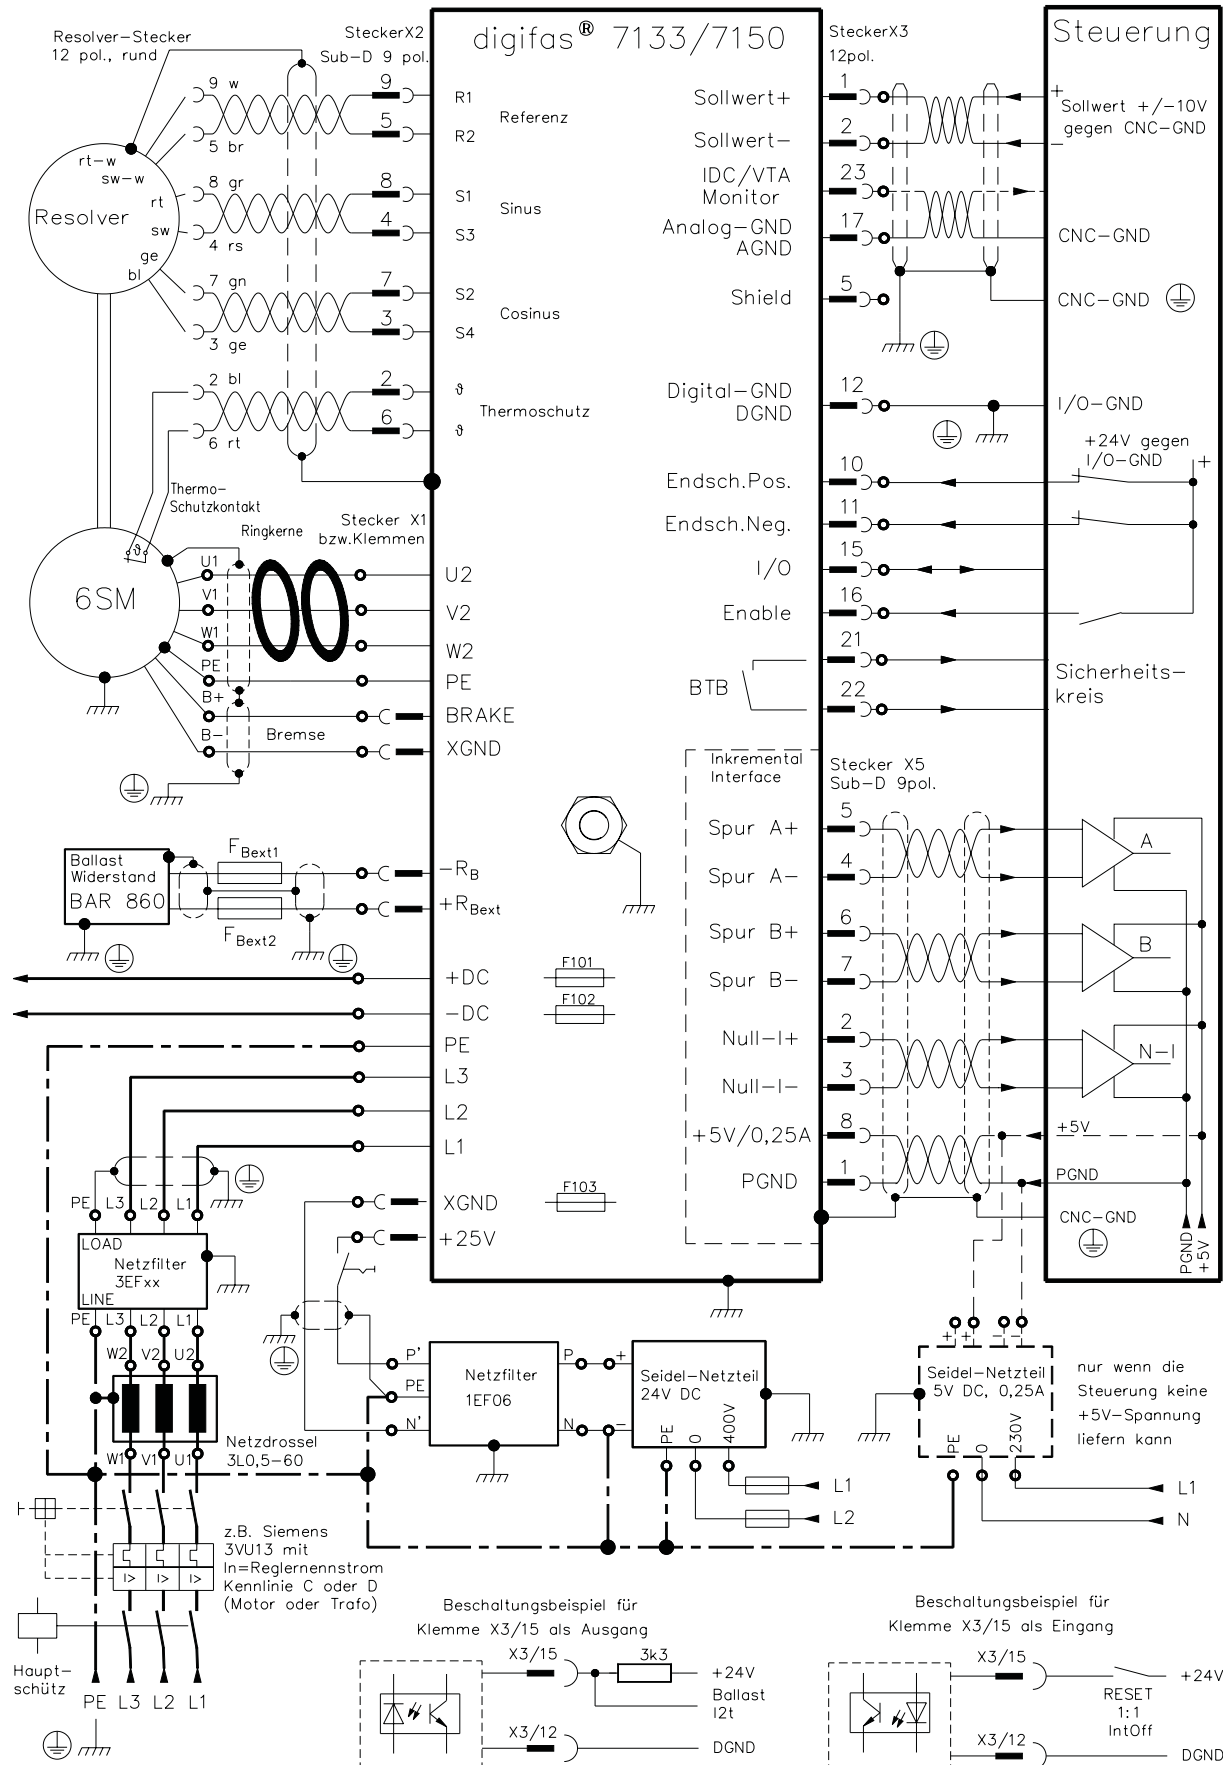 Resolver-Stecker
12 pol., rund
SteckerX2
Sub-D 9 pol.
digifas® 7133/7150
SteckerX3
12pol.
Steuerung
9 w
9
R1
Referenz
5 br
5
R2
rt-w
sw-w
rt
sw
ge
bl
Resolver
8 gr
8
S1
Sinus
4 rs
4
S3
7 gn
7
S2
Cosinus
3 ge
3
S4
2 bl
2
ϑ
Thermoschutz
6 rt
6
ϑ
Sollwert+
1
+
Sollwert +/-10V
gegen CNC-GND
Sollwert-
2
-
IDC/VTA
Monitor
23
Analog-GND
AGND
17
CNC-GND
Shield
5
CNC-GND
Digital-GND
DGND
12
I/O-GND
+24V gegen
I/O-GND
+
Endsch.Pos.
10
Endsch.Neg.
11
I/O
15
Enable
16
BTB
21
22
Sicherheits-
kreis
Thermo-
Schutzkontakt
Ringkerne
Stecker X1
bzw.Klemmen
ϑ
6SM
U1
U2
V1
V2
W1
W2
PE
PE
B+
BRAKE
B-
Bremse
XGND
Inkremental
Interface
Stecker X5
Sub-D 9pol.
Spur A+
5
A
Spur A-
4
Spur B+
6
B
Spur B-
7
Null-I+
2
N-I
Null-I-
3
+5V/0,25A
8
+5V
PGND
1
PGND
CNC-GND
PGND
+5V
Ballast
Widerstand
BAR 860
FBext1
-RB
+RBext
FBext2
+DC
F101
-DC
F102
PE
L3
L2
L1
XGND
F103
+25V
PE L3 L2 L1
LOAD
Netzfilter
3EFxx
LINE
PE L3 L2 L1
W2 V2 U2
Netzdrossel
3L0,5-60
W1 V1 U1
P'
PE
N'
Netzfilter
1EF06
P
N
+
-
Seidel-Netzteil
24V DC
PE
0
400V
L1
L2
+ + - -
Seidel-Netzteil
5V DC, 0,25A
PE
0
230V
L1
N
nur wenn die
Steuerung keine
+5V-Spannung
liefern kann
z.B. Siemens
3VU13 mit
In=Reglernennstrom
Kennlinie C oder D
(Motor oder Trafo)
I> I> I>
Haupt-
schütz
PE L3 L2 L1
Beschaltungsbeispiel für
Klemme X3/15 als Ausgang
X3/15
3k3
+24V
Ballast
I2t
X3/12
DGND
Beschaltungsbeispiel für
Klemme X3/15 als Eingang
X3/15
+24V
RESET
1:1
IntOff
X3/12
DGND